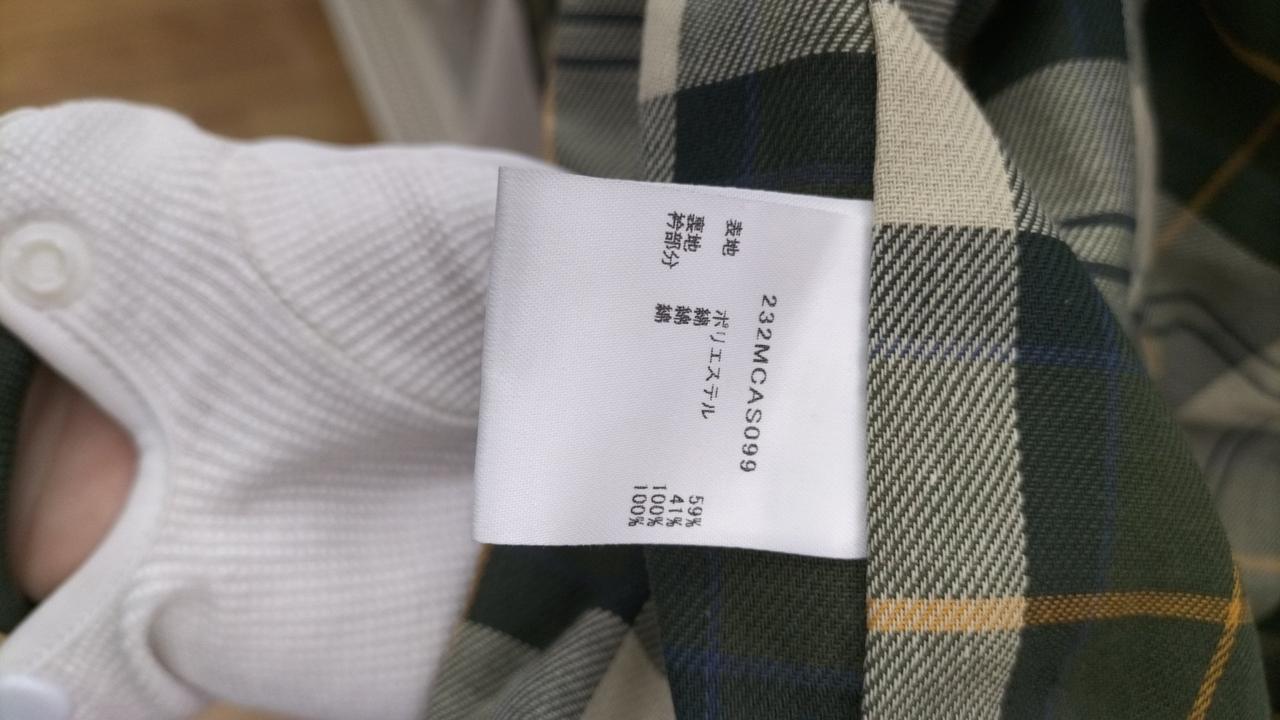 232MCAS099
表地 ポリエステル 59%
綿 41%
裏地 綿 100%
衿部分 綿 100%